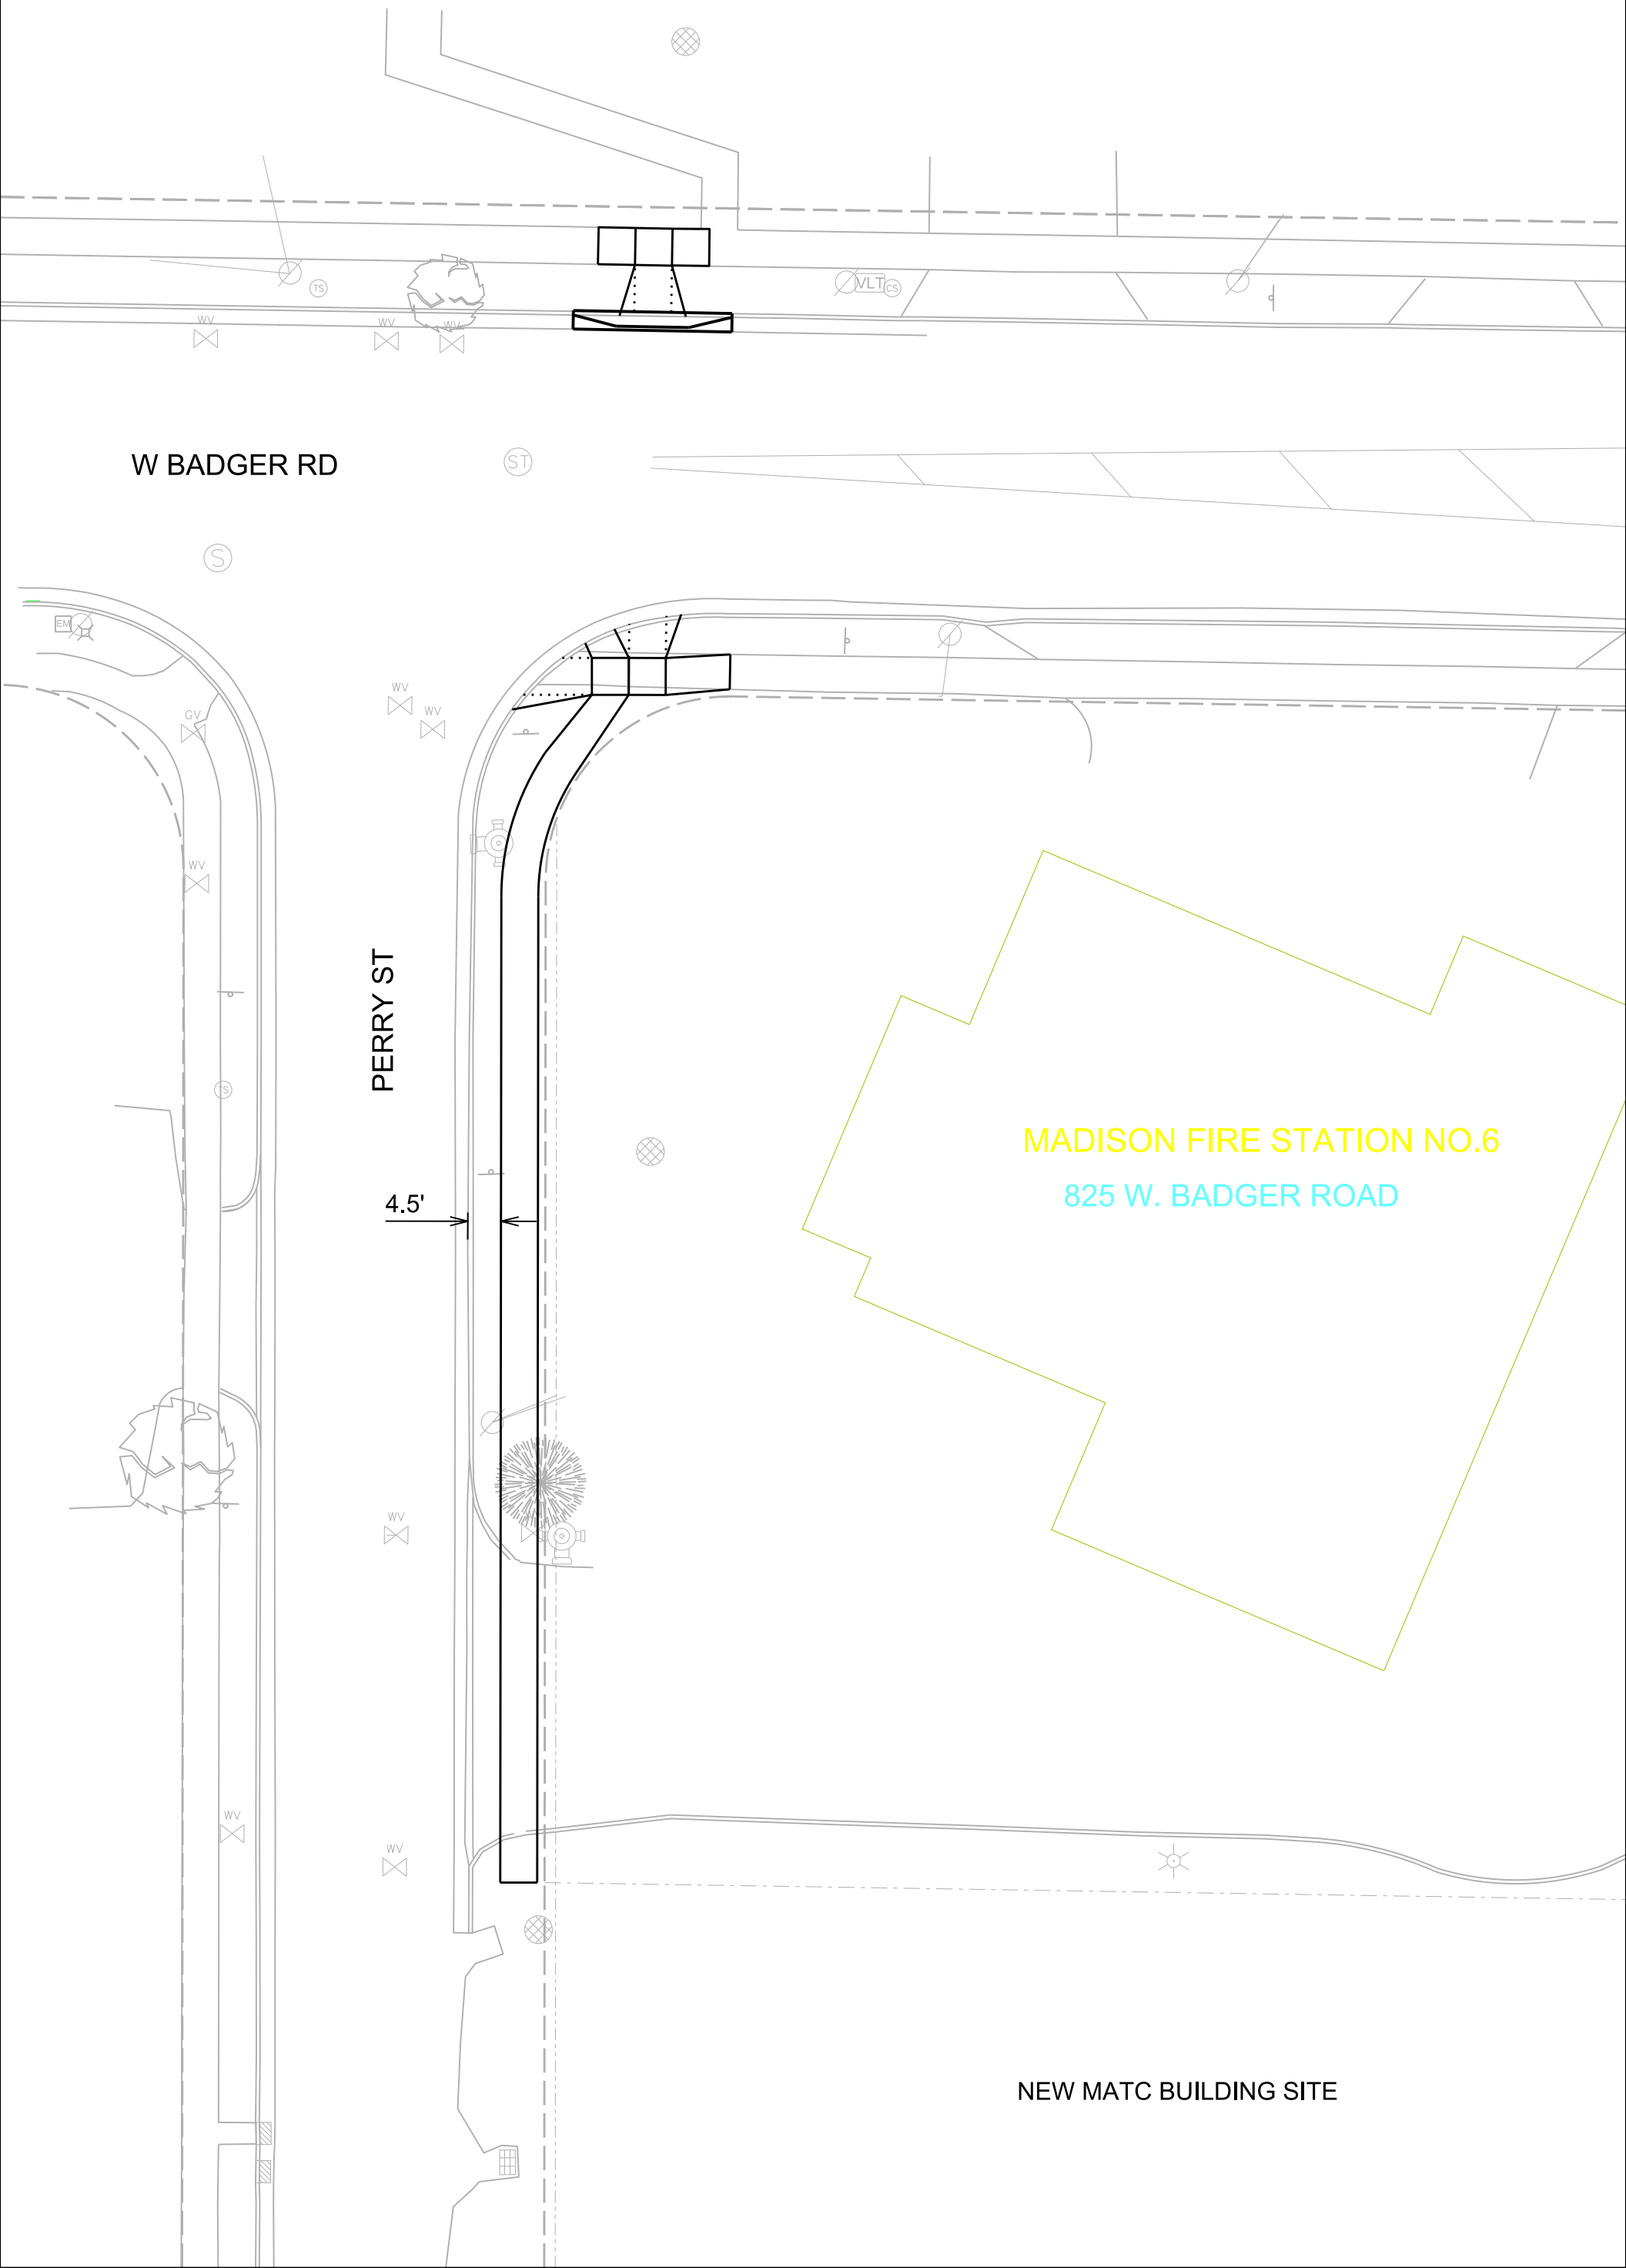 TS
VLT
CS
WV
WV
WV
W BADGER RD
ST
S
EM
WV
GV
WV
WV
PERRY ST
TS
MADISON FIRE STATION NO.6
825 W. BADGER ROAD
4.5'
WV
WV
WV
NEW MATC BUILDING SITE